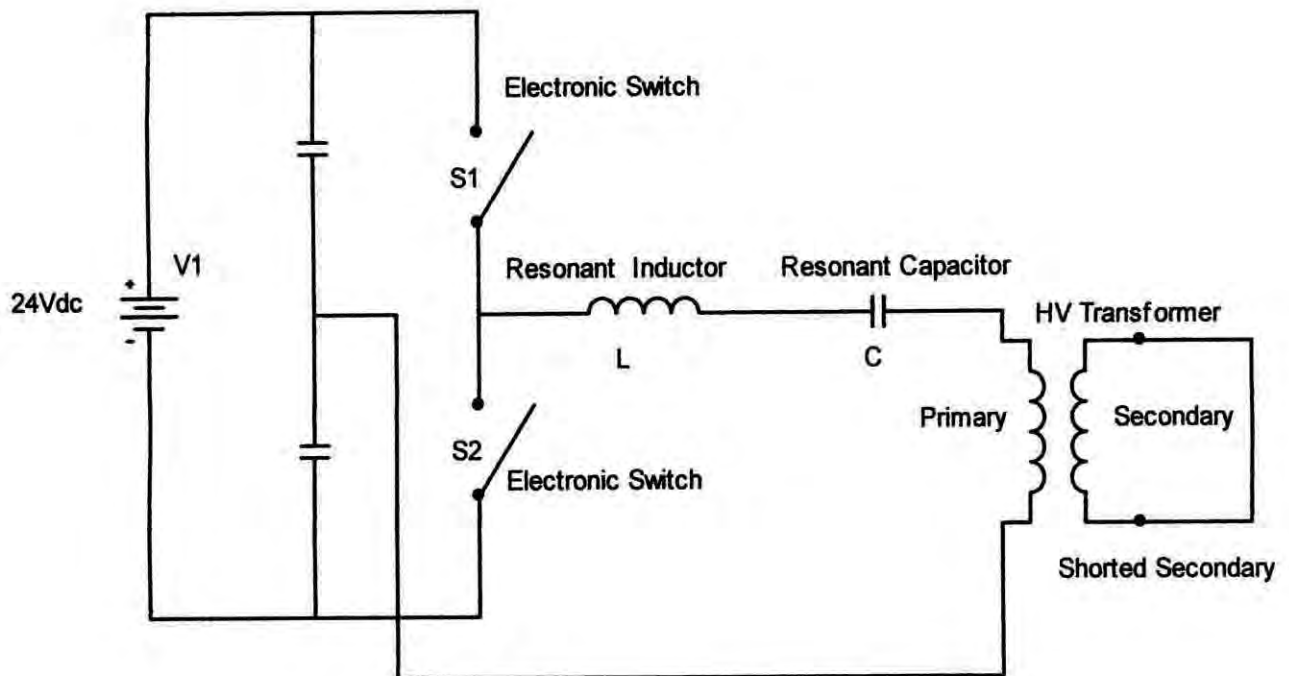 Electronic Switch
S1
V1
+
24Vdc
-
Resonant Inductor
Resonant Capacitor
HV Transformer
L
C
Primary
Secondary
S2
Electronic Switch
Shorted Secondary